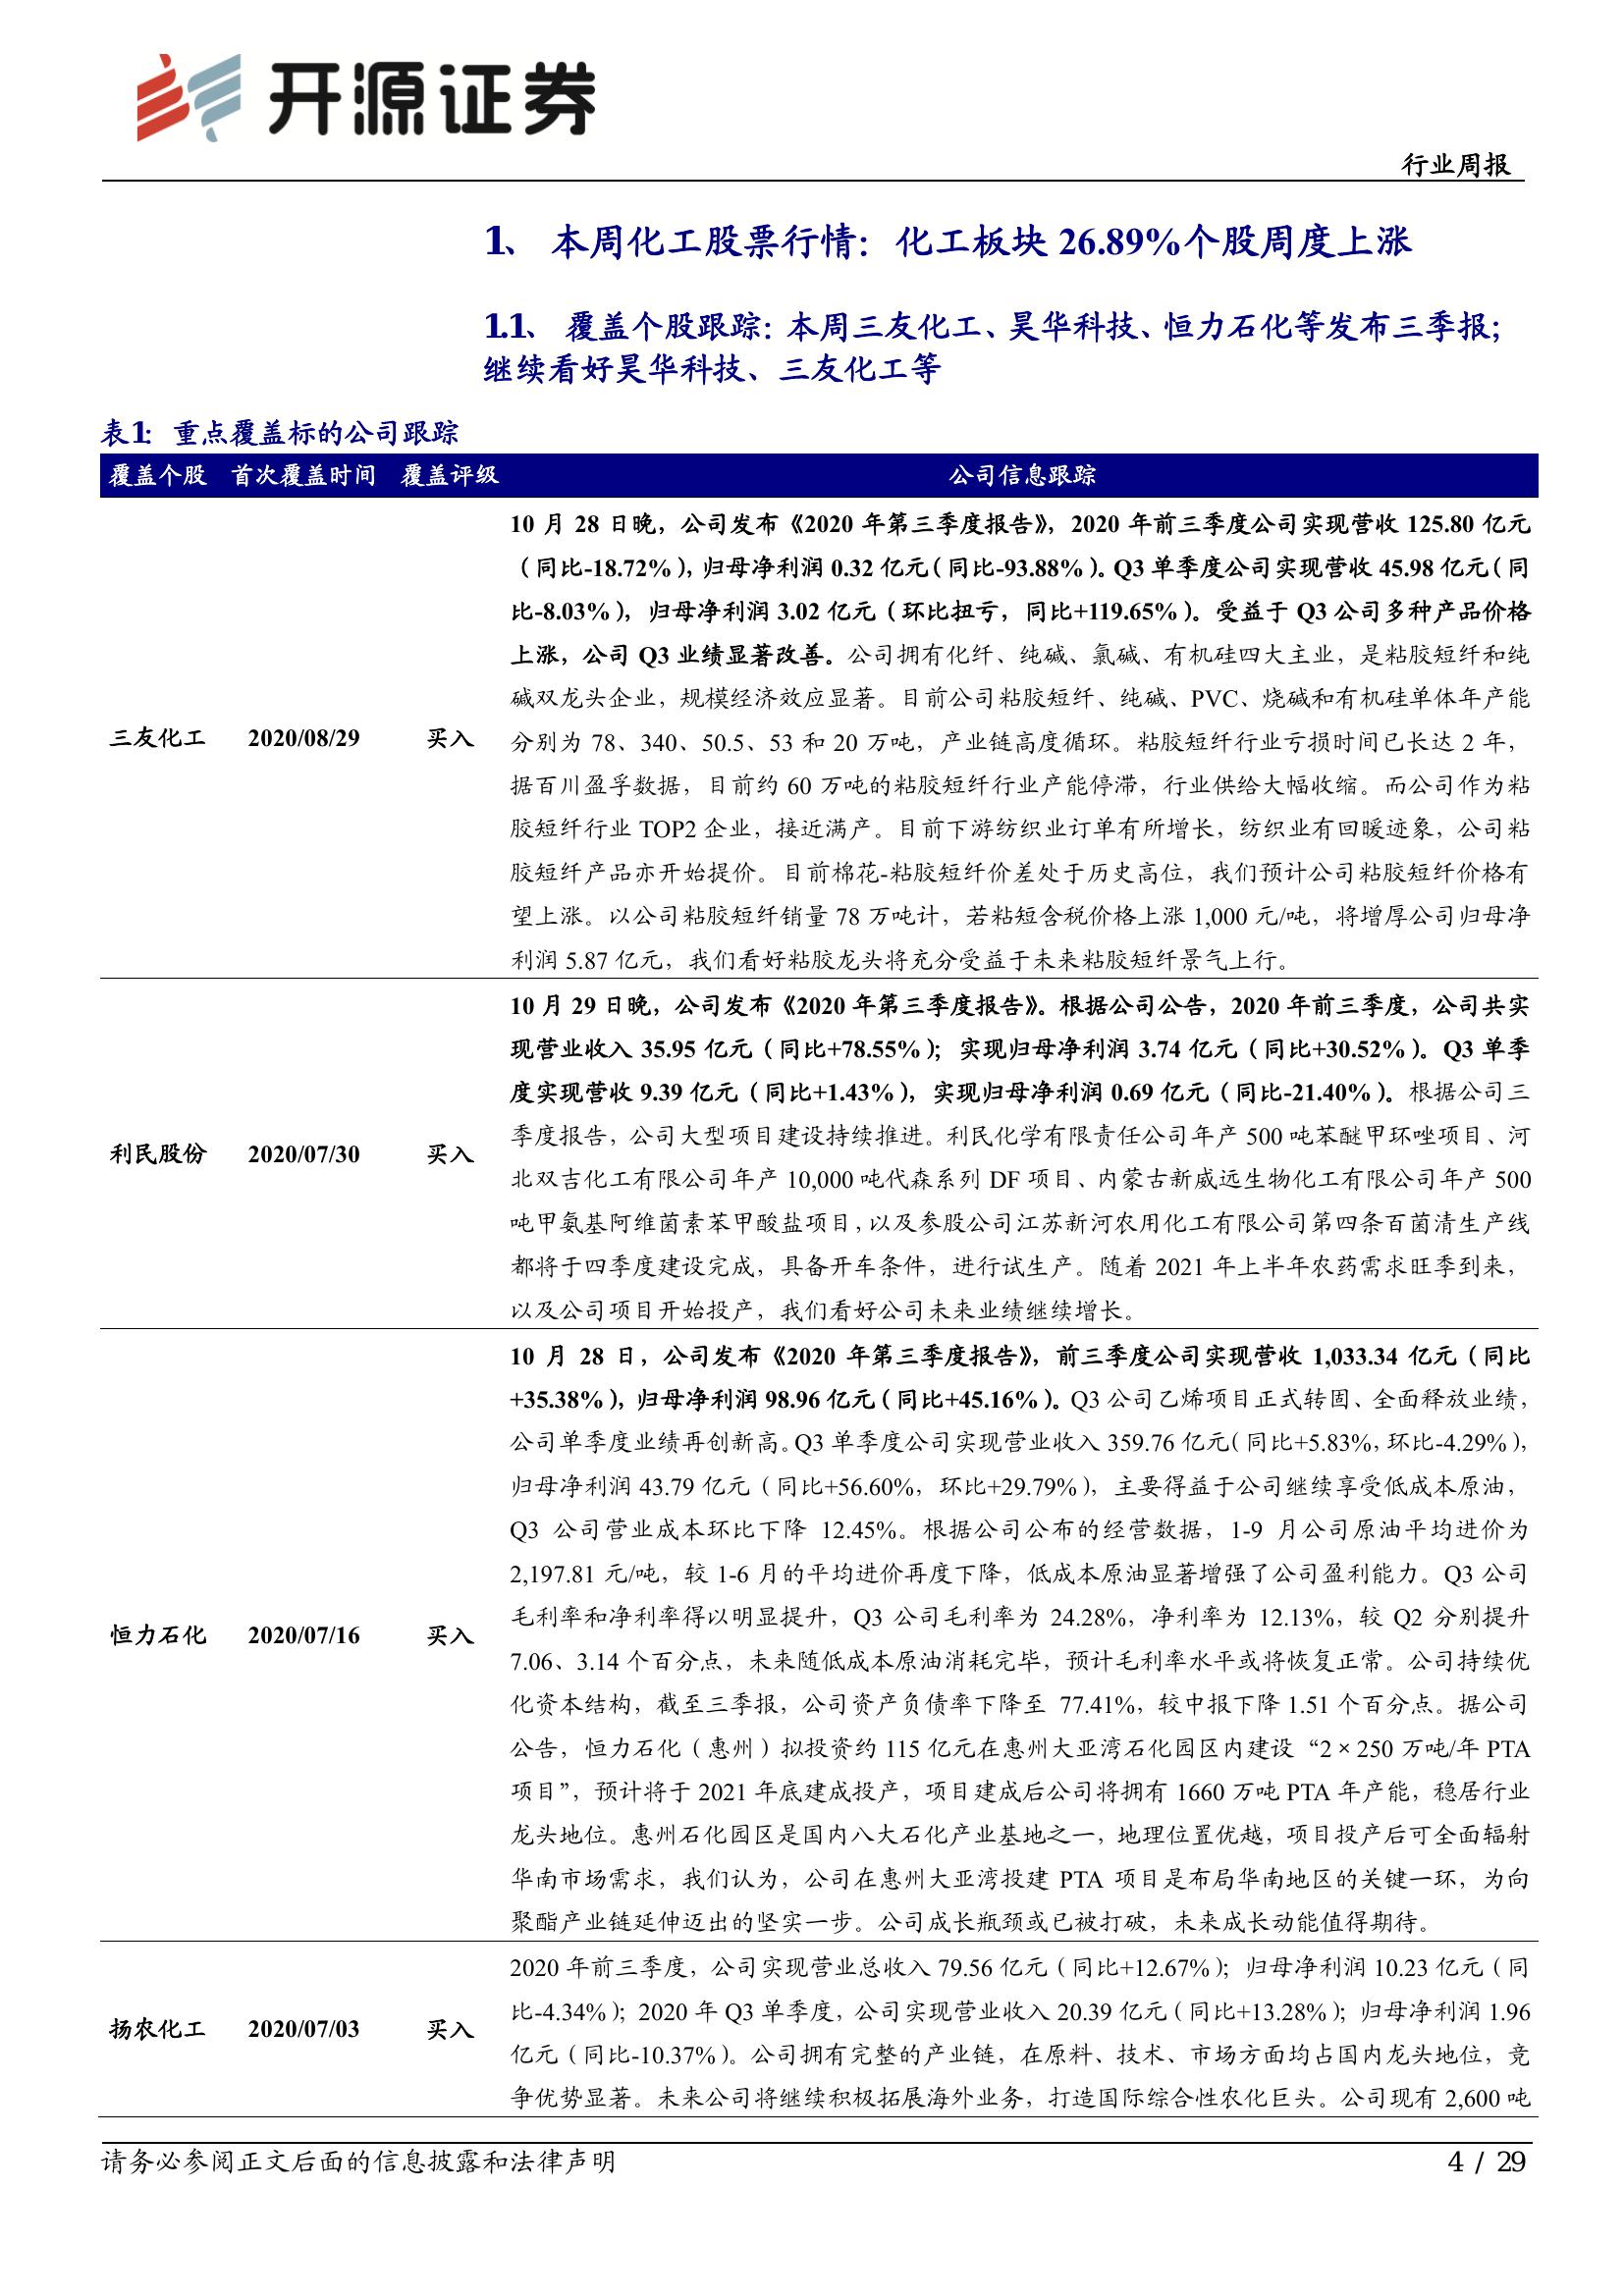 开源证券
行业周报
1、 本周化工股票行情：化工板块 26.89%个股周度上涨
1.1、 覆盖个股跟踪：本周三友化工、昊华科技、恒力石化等发布三季报；
继续看好昊华科技、三友化工等
表1： 重点覆盖标的公司跟踪
覆盖个股 首次覆盖时间 覆盖评级 公司信息跟踪
10 月 28 日晚，公司发布《2020 年第三季度报告》，2020 年前三季度公司实现营收 125.80 亿元
（同比-18.72%），归母净利润 0.32 亿元（同比-93.88%）。Q3 单季度公司实现营收 45.98 亿元（同
比-8.03%），归母净利润 3.02 亿元（环比扭亏，同比+119.65%）。受益于 Q3 公司多种产品价格
上涨，公司 Q3 业绩显著改善。公司拥有化纤、纯碱、氯碱、有机硅四大主业，是粘胶短纤和纯
碱双龙头企业，规模经济效应显著。目前公司粘胶短纤、纯碱、PVC、烧碱和有机硅单体年产能
三友化工 2020/08/29 买入 分别为 78、340、50.5、53 和 20 万吨，产业链高度循环。粘胶短纤行业亏损时间已长达 2 年，
据百川盈孚数据，目前约 60 万吨的粘胶短纤行业产能停滞，行业供给大幅收缩。而公司作为粘
胶短纤行业 TOP2 企业，接近满产。目前下游纺织业订单有所增长，纺织业有回暖迹象，公司粘
胶短纤产品亦开始提价。目前棉花-粘胶短纤价差处于历史高位，我们预计公司粘胶短纤价格有
望上涨。以公司粘胶短纤销量 78 万吨计，若粘短含税价格上涨 1,000 元/吨，将增厚公司归母净
利润 5.87 亿元，我们看好粘胶龙头将充分受益于未来粘胶短纤景气上行。
10 月 29 日晚，公司发布《2020 年第三季度报告》。根据公司公告，2020 年前三季度，公司共实
现营业收入 35.95 亿元（同比+78.55%）；实现归母净利润 3.74 亿元（同比+30.52%）。Q3 单季
度实现营收 9.39 亿元（同比+1.43%），实现归母净利润 0.69 亿元（同比-21.40%）。根据公司三
季度报告，公司大型项目建设持续推进。利民化学有限责任公司年产 500 吨苯醚甲环唑项目、河
利民股份 2020/07/30 买入 北双吉化工有限公司年产 10,000 吨代森系列 DF 项目、内蒙古新威远生物化工有限公司年产 500
吨甲氨基阿维菌素苯甲酸盐项目，以及参股公司江苏新河农用化工有限公司第四条百菌清生产线
都将于四季度建设完成，具备开车条件，进行试生产。随着 2021 年上半年农药需求旺季到来，
以及公司项目开始投产，我们看好公司未来业绩继续增长。
10 月 28 日，公司发布《2020 年第三季度报告》，前三季度公司实现营收 1,033.34 亿元（同比
+35.38%），归母净利润 98.96 亿元（同比+45.16%）。Q3 公司乙烯项目正式转固、全面释放业绩，
公司单季度业绩再创新高。Q3 单季度公司实现营业收入 359.76 亿元（同比+5.83%，环比-4.29%），
归母净利润 43.79 亿元（同比+56.60%，环比+29.79%），主要得益于公司继续享受低成本原油，
Q3 公司营业成本环比下降 12.45%。根据公司公布的经营数据，1-9 月公司原油平均进价为
2,197.81 元/吨，较 1-6 月的平均进价再度下降，低成本原油显著增强了公司盈利能力。Q3 公司
恒力石化 2020/07/16 买入 毛利率和净利率得以明显提升，Q3 公司毛利率为 24.28%，净利率为 12.13%，较 Q2 分别提升
7.06、3.14 个百分点，未来随低成本原油消耗完毕，预计毛利率水平或将恢复正常。公司持续优
化资本结构，截至三季报，公司资产负债率下降至 77.41%，较中报下降 1.51 个百分点。据公司
公告，恒力石化（惠州）拟投资约 115 亿元在惠州大亚湾石化园区内建设“2×250 万吨/年 PTA
项目”，预计将于 2021 年底建成投产，项目建成后公司将拥有 1660 万吨 PTA 年产能，稳居行业
龙头地位。惠州石化园区是国内八大石化产业基地之一，地理位置优越，项目投产后可全面辐射
华南市场需求，我们认为，公司在惠州大亚湾投建 PTA 项目是布局华南地区的关键一环，为向
聚酯产业链延伸迈出的坚实一步。公司成长瓶颈或已被打破，未来成长动能值得期待。
2020 年前三季度，公司实现营业总收入 79.56 亿元（同比+12.67%）；归母净利润 10.23 亿元（同
扬农化工 2020/07/03 买入 比-4.34%）；2020 年 Q3 单季度，公司实现营业收入 20.39 亿元（同比+13.28%）；归母净利润 1.96
亿元（同比-10.37%）。公司拥有完整的产业链，在原料、技术、市场方面均占国内龙头地位，竞
争优势显著。未来公司将继续积极拓展海外业务，打造国际综合性农化巨头。公司现有 2,600 吨
请务必参阅正文后面的信息披露和法律声明 4 / 29